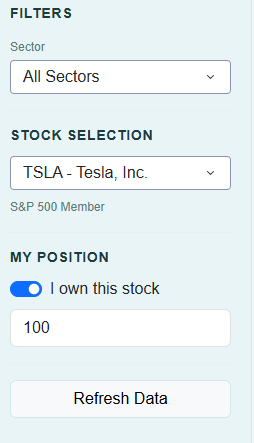 FILTERS
Sector
All Sectors
STOCK SELECTION
TSLA - Tesla, Inc.
S&P 500 Member
MY POSITION
I own this stock
100
Refresh Data